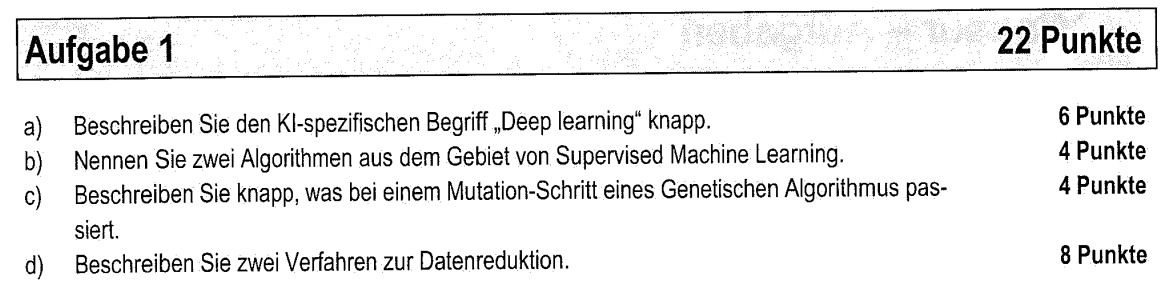 Aufgabe 1 22 Punkte
a) Beschreiben Sie den KI-spezifischen Begriff „Deep learning“ knapp. 6 Punkte
b) Nennen Sie zwei Algorithmen aus dem Gebiet von Supervised Machine Learning. 4 Punkte
c) Beschreiben Sie knapp, was bei einem Mutation-Schritt eines Genetischen Algorithmus pas- 4 Punkte
siert.
d) Beschreiben Sie zwei Verfahren zur Datenreduktion. 8 Punkte